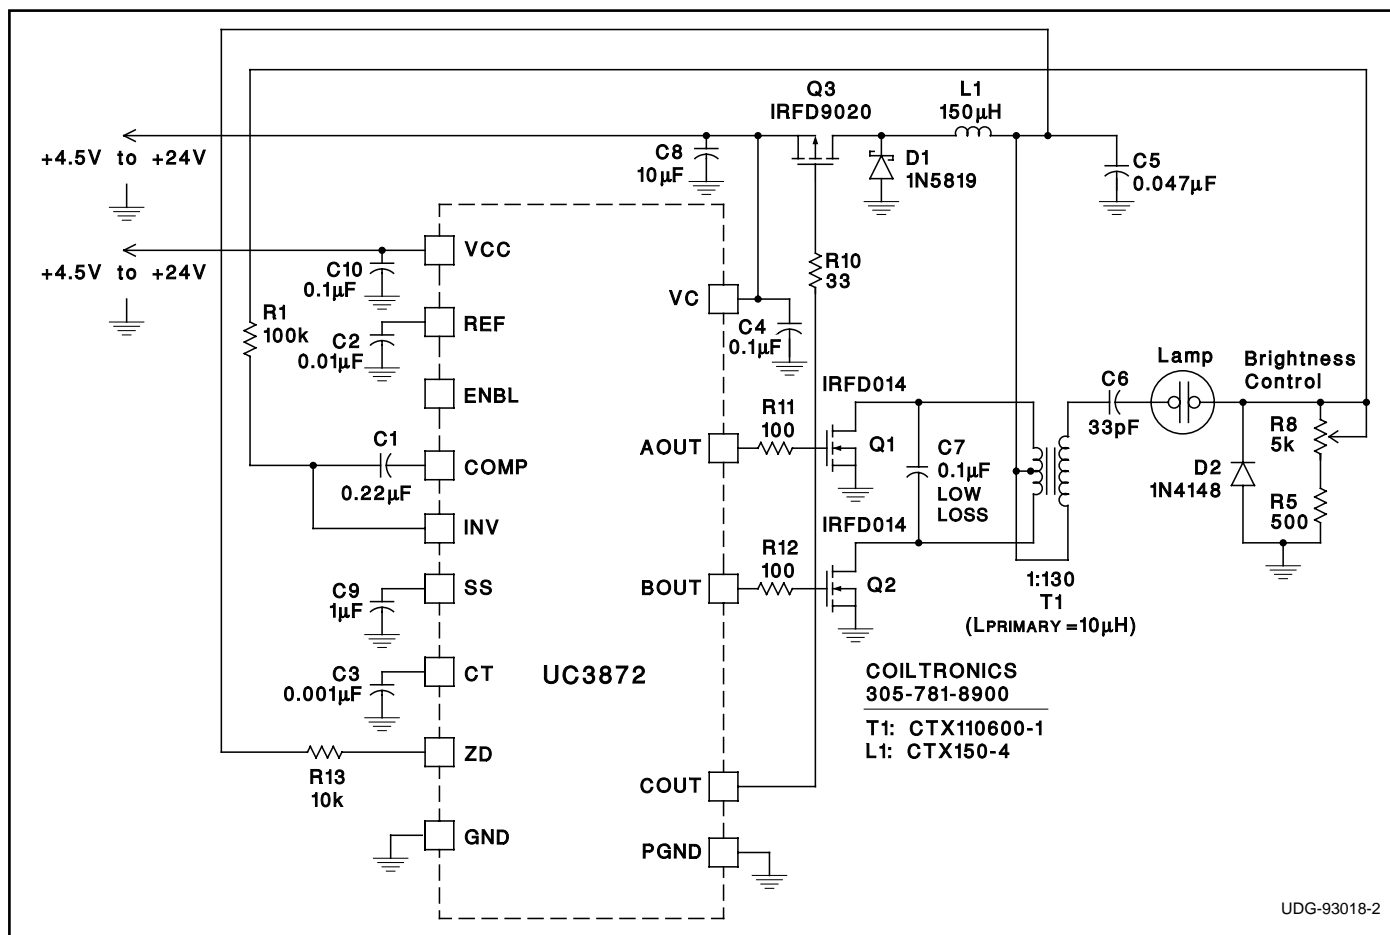 Q3
IRFD9020
L1
150µH
+4.5V to +24V
C8
10µF
D1
1N5819
C5
0.047µF
+4.5V to +24V
VCC
C10
0.1µF
R10
33
VC
R1
100k
REF
C2
0.01µF
C4
0.1µF
ENBL
IRFD014
Lamp
Brightness
Control
C6
33pF
R11
100
R8
5k
C1
0.22µF
COMP
AOUT
Q1
C7
0.1µF
LOW
LOSS
D2
1N4148
R5
500
INV
IRFD014
R12
100
C9
1µF
SS
BOUT
Q2
1:130
T1
(LPRIMARY =10µH)
C3
0.001µF
CT
UC3872
COILTRONICS
305-781-8900
T1: CTX110600-1
L1: CTX150-4
ZD
R13
10k
COUT
GND
PGND
UDG-93018-2